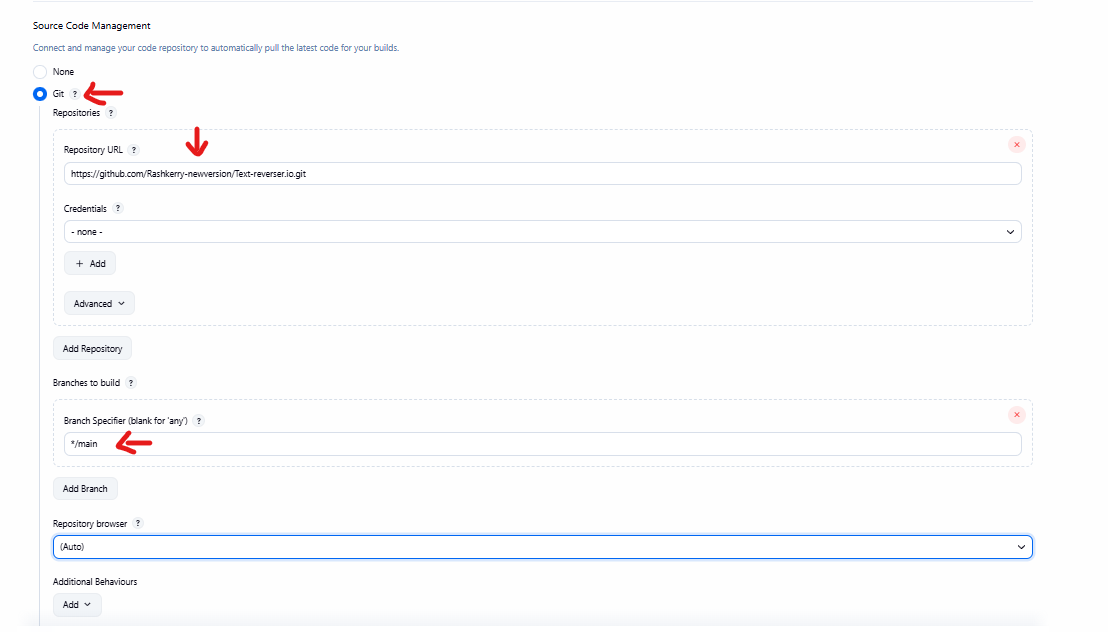 Source Code Management
Connect and manage your code repository to automatically pull the latest code for your builds.
None
Git ?
Repositories ?
Repository URL ?
https://github.com/Rashkerry-newversion/Text-reverser.io.git
Credentials ?
- none -
+ Add
Advanced
Add Repository
Branches to build ?
Branch Specifier (blank for 'any') ?
*/main
Add Branch
Repository browser ?
(Auto)
Additional Behaviours
Add